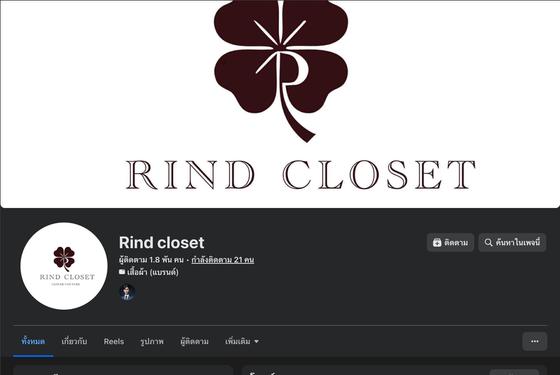 RIND CLOSET
RIND CLOSET
Rind closet
ผู้ติดตาม 1.8 พัน คน • กำลังติดตาม 21 คน
เสื้อผ้า (แบรนด์)
ติดตาม
ค้นหาในเพจนี้
ทั้งหมด
เกี่ยวกับ
Reels
รูปภาพ
ผู้ติดตาม
เพิ่มเติม